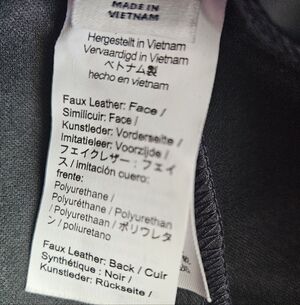 MADE IN
VIETNAM
Hergestellt in Vietnam
Vervaardigd in Vietnam
ベトナム製
hecho en vietnam
Faux Leather: Face /
Similicuir: Face /
Kunstleder: Vorderseite /
Imitatieleer: Voorzijde /
フェイクレザー：フェイ
ス / imitación cuero:
frente:
Polyurethane /
Polyuréthane / Polyurethan
/ Polyurethaan / ポリウレタ
ン / poliuretano
Faux Leather: Back / Cuir
Synthétique : Noir /
Kunstleder: Rückseite /